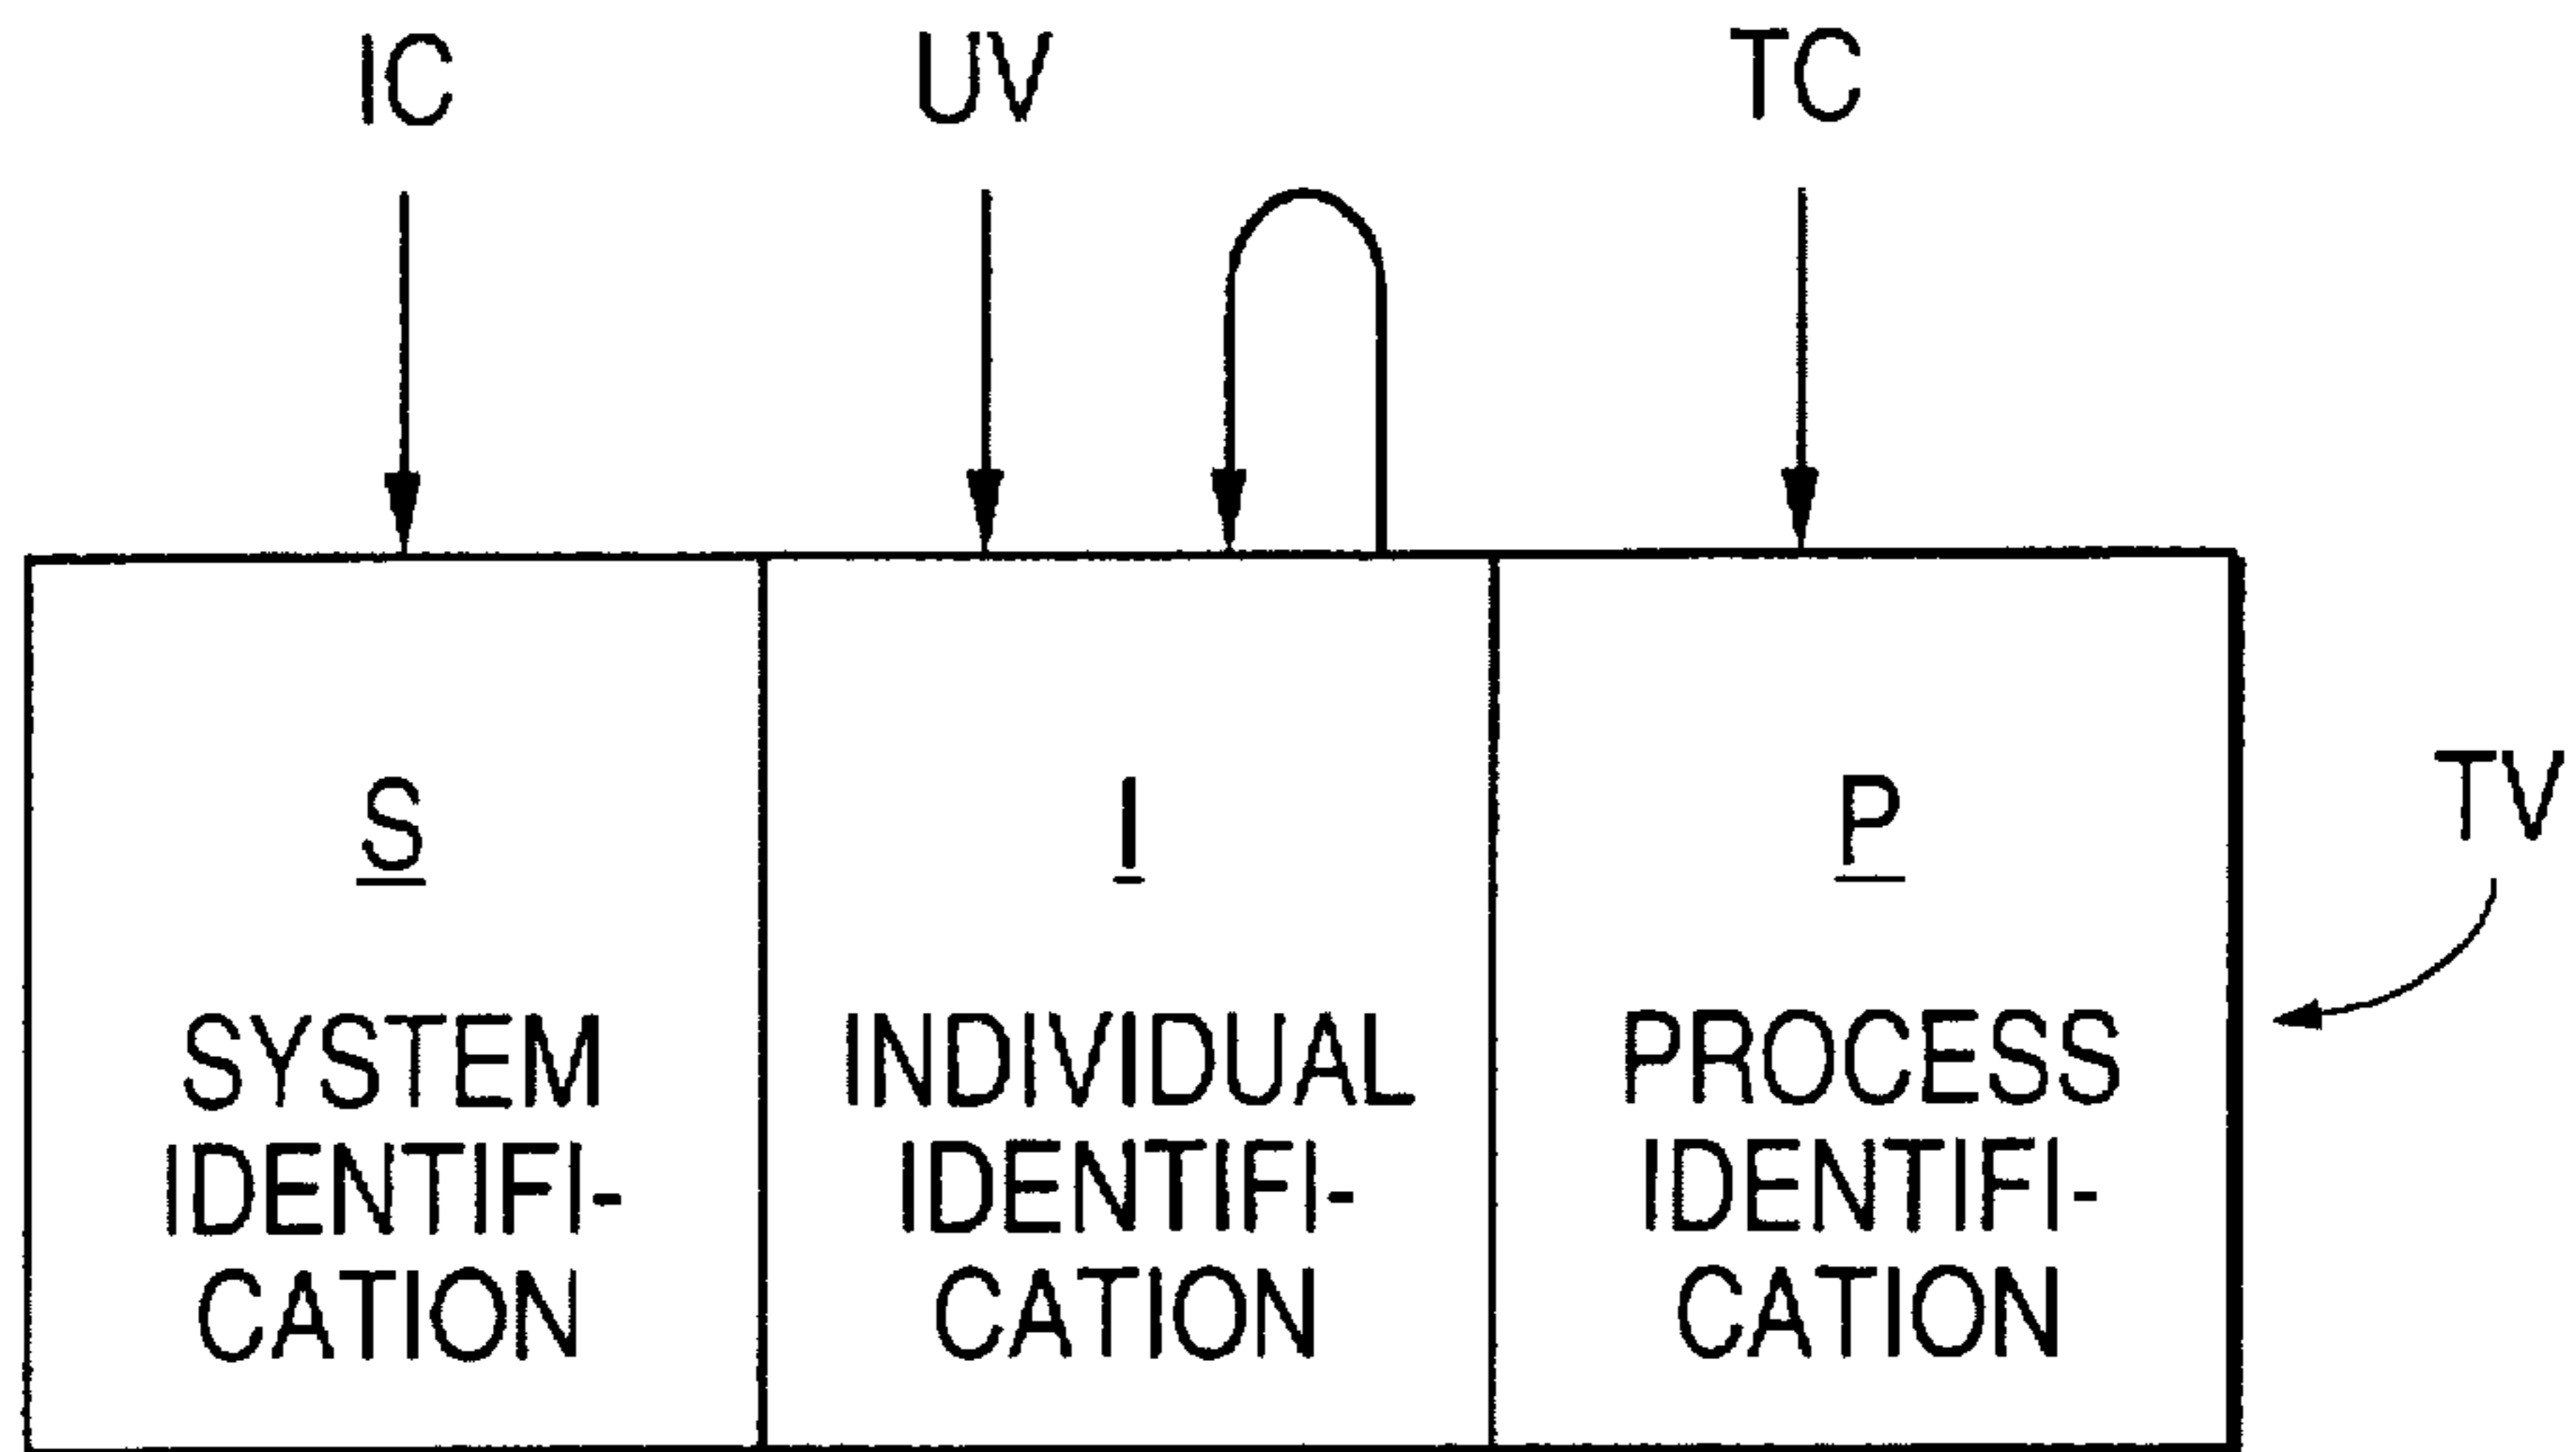 IC UV TC
S I P
TV
SYSTEM INDIVIDUAL PROCESS
IDENTIFI- IDENTIFI- IDENTIFI-
CATION CATION CATION